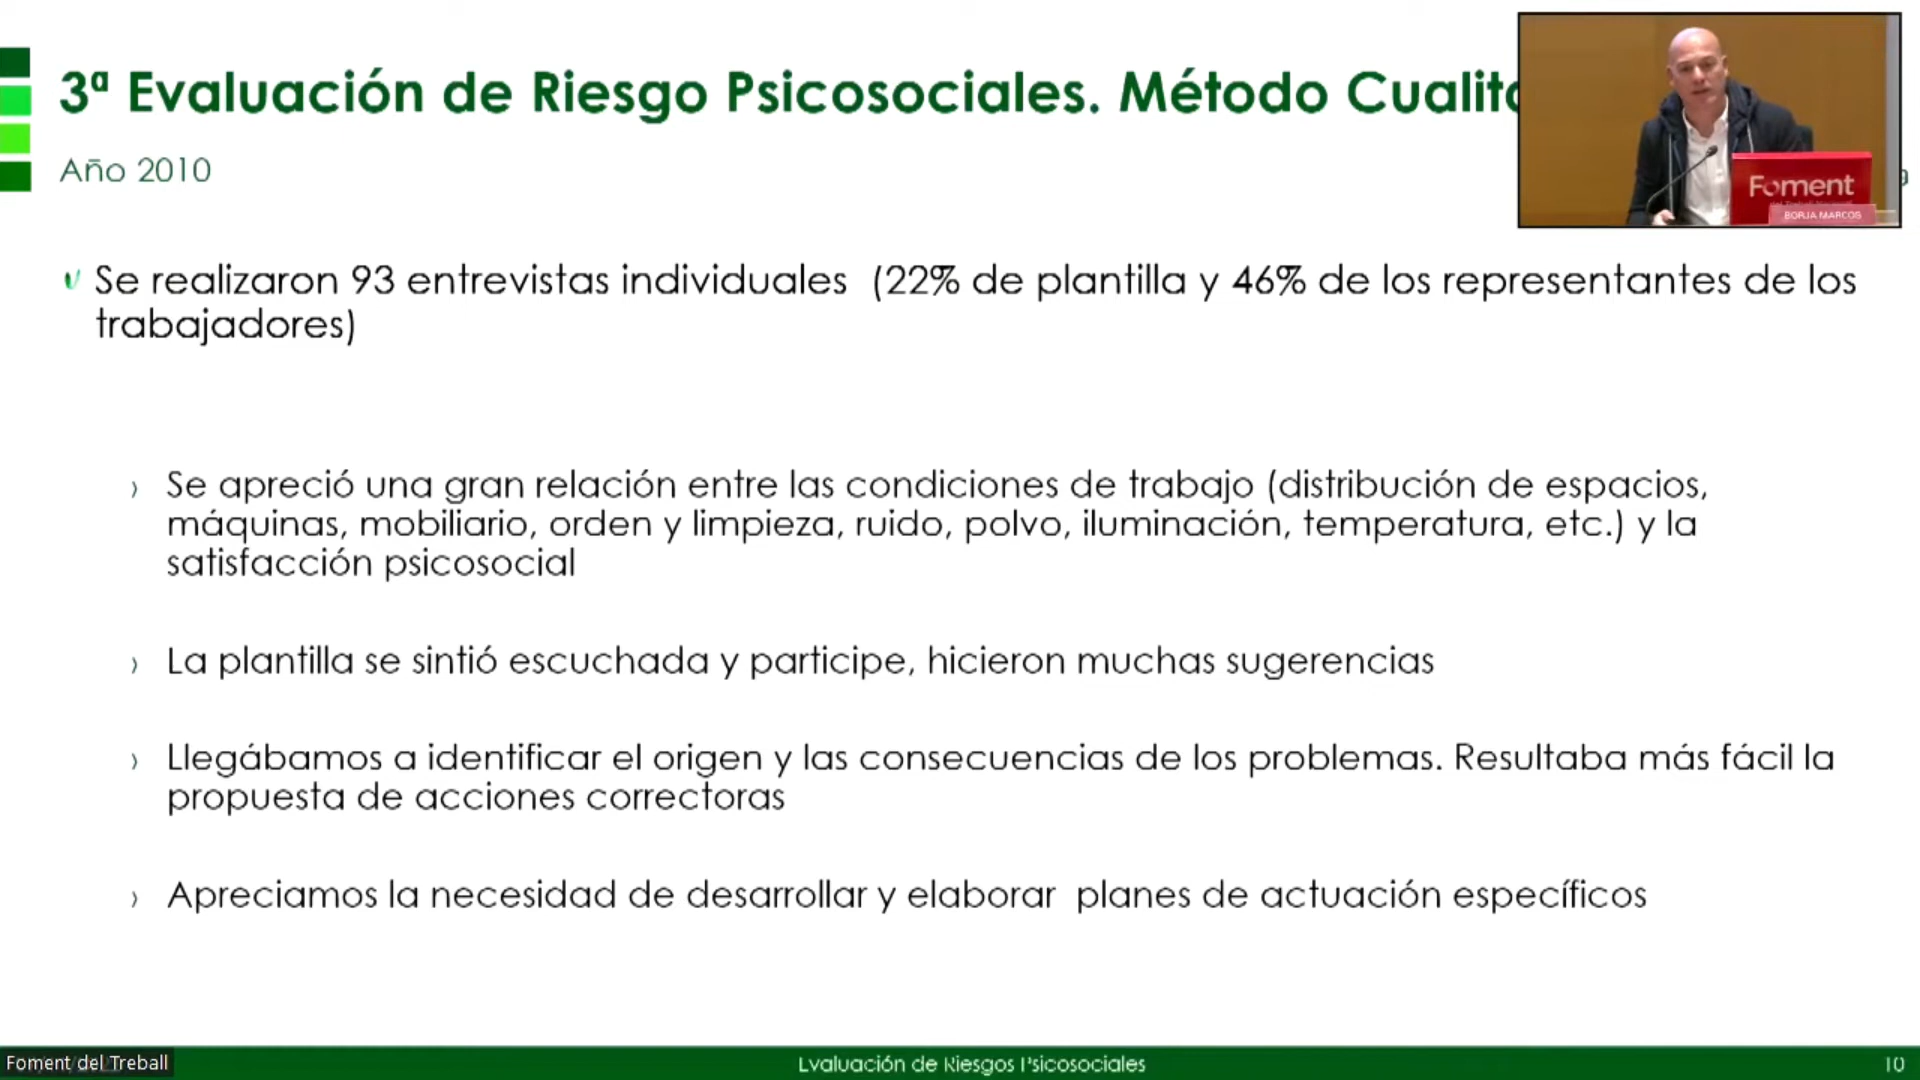 3ª Evaluación de Riesgo Psicosociales. Método
Año 2010
Foment
BORJA MARCOS
Se realizaron 93 entrevistas individuales (22% de plantilla y 46% de los representantes de los
trabajadores)
Se apreció una gran relación entre las condiciones de trabajo (distribución de espacios,
máquinas, mobiliario, orden y limpieza, ruido, polvo, iluminación, temperatura, etc.) y la
satisfacción psicosocial
La plantilla se sintió escuchada y participe, hicieron muchas sugerencias
Llegábamos a identificar el origen y las consecuencias de los problemas. Resultaba más fácil la
propuesta de acciones correctoras
Apreciamos la necesidad de desarrollar y elaborar planes de actuación específicos
Foment del Treball
Evaluación de Riesgos Psicosociales
10